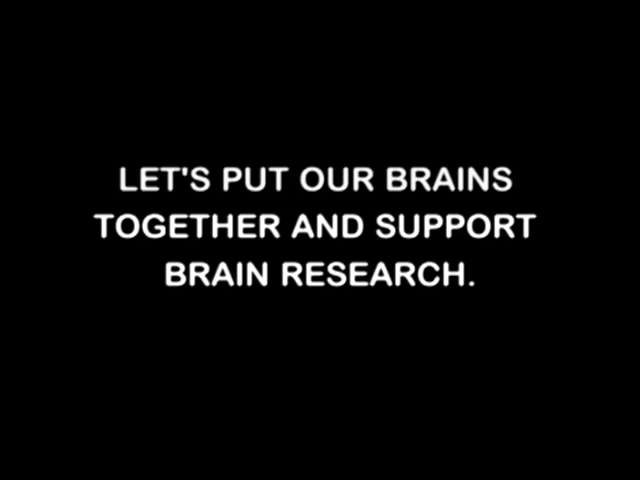 LET'S PUT OUR BRAINS
TOGETHER AND SUPPORT
BRAIN RESEARCH.